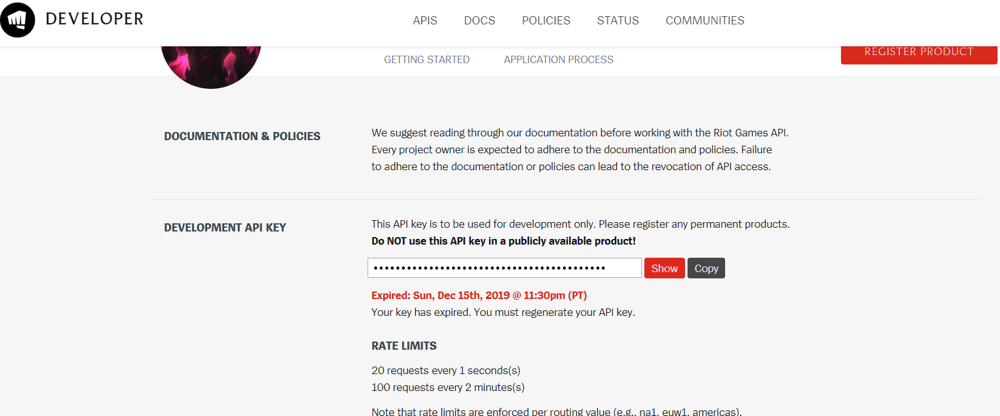 DEVELOPER
APIS
DOCS
POLICIES
STATUS
COMMUNITIES
GETTING STARTED
APPLICATION PROCESS
REGISTER PRODUCT
DOCUMENTATION & POLICIES
We suggest reading through our documentation before working with the Riot Games API.
Every project owner is expected to adhere to the documentation and policies. Failure
to adhere to the documentation or policies can lead to the revocation of API access.
DEVELOPMENT API KEY
This API key is to be used for development only. Please register any permanent products.
Do NOT use this API key in a publicly available product!
Show
Copy
Expired: Sun, Dec 15th, 2019 @ 11:30pm (PT)
Your key has expired. You must regenerate your API key.
RATE LIMITS
20 requests every 1 seconds(s)
100 requests every 2 minutes(s)
Note that rate limits are enforced per routing value (e.g., na1, euw1, americas).